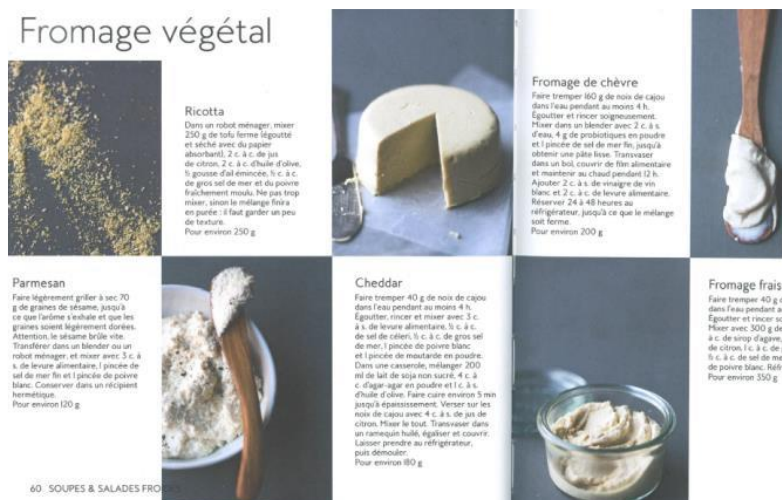 Fromage végétal
Ricotta
Dans un robot ménager, mixer
250 g de tofu ferme (égoutté
et séché avec du papier
absorbant), 2 c. à c. de jus
de citron, 2 c. à c. d'huile d'olive,
½ gousse d'ail émincée, ½ c. à c.
de gros sel de mer et du poivre
fraîchement moulu. Ne pas trop
mixer, sinon le mélange finira
en purée : il faut garder un peu
de texture.
Pour environ 250 g
Fromage de chèvre
Faire tremper 160 g de noix de cajou
dans l'eau pendant au moins 4 h.
Égoutter et rincer soigneusement.
Mixer dans un blender avec 2 c. à s.
d'eau, 4 g de probiotiques en poudre
et 1 pincée de sel de mer fin, jusqu'à
obtenir une pâte lisse. Transvaser
dans un bol, couvrir de film alimentaire
et maintenir au chaud pendant 12 h.
Ajouter 2 c. à s. de vinaigre de vin
blanc et 2 c. à c. de levure alimentaire.
Réserver 24 à 48 heures au
réfrigérateur, jusqu'à ce que le mélange
soit ferme.
Pour environ 200 g
Parmesan
Faire légèrement griller à sec 70
g de graines de sésame, jusqu'à
ce que l'arôme s'exhale et que les
graines soient légèrement dorées.
Attention, le sésame brûle vite.
Transférer dans un blender ou un
robot ménager, et mixer avec 3 c. à
s. de levure alimentaire, 1 pincée de
sel de mer fin et 1 pincée de poivre
blanc. Conserver dans un récipient
hermétique.
Pour environ 120 g
Cheddar
Faire tremper 40 g de noix de cajou
dans l'eau pendant au moins 4 h.
Égoutter, rincer et mixer avec 3 c.
à s. de levure alimentaire, ½ c. à c.
de sel de céleri, ½ c. à c. de gros sel
de mer, 1 pincée de poivre blanc
et 1 pincée de moutarde en poudre.
Dans une casserole, mélanger 200
ml de lait de soja non sucré, 4 c. à
c. d'agar-agar en poudre et 1 c. à s.
d'huile d'olive. Faire cuire environ 5 min
jusqu'à épaississement. Verser sur les
noix de cajou avec 4 c. à s. de jus de
citron. Mixer le tout. Transvaser dans
un ramequin huilé, égaliser et couvrir.
Laisser prendre au réfrigérateur,
puis démouler.
Pour environ 180 g
Fromage frais
Faire tremper 40 g
dans l'eau pendant
Égoutter et rincer
Mixer avec 300 g de
à c. de sirop d'agave,
de citron, 1 c. à c. de
½ c. à c. de sel de
de poivre blanc.
Pour environ 350 g
60 SOUPES & SALADES